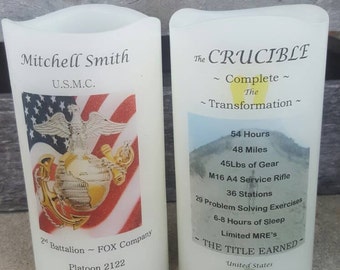 Mitchell Smith
U.S.M.C.
2nd Battalion ~ FOX Company
Platoon 2122
The CRUCIBLE
~ Complete ~
The
~ Transformation ~
54 Hours
48 Miles
45Lbs of Gear
M16 A4 Service Rifle
36 Stations
29 Problem Solving Exercises
6-8 Hours of Sleep
Limited MRE's
~ THE TITLE EARNED ~
United States